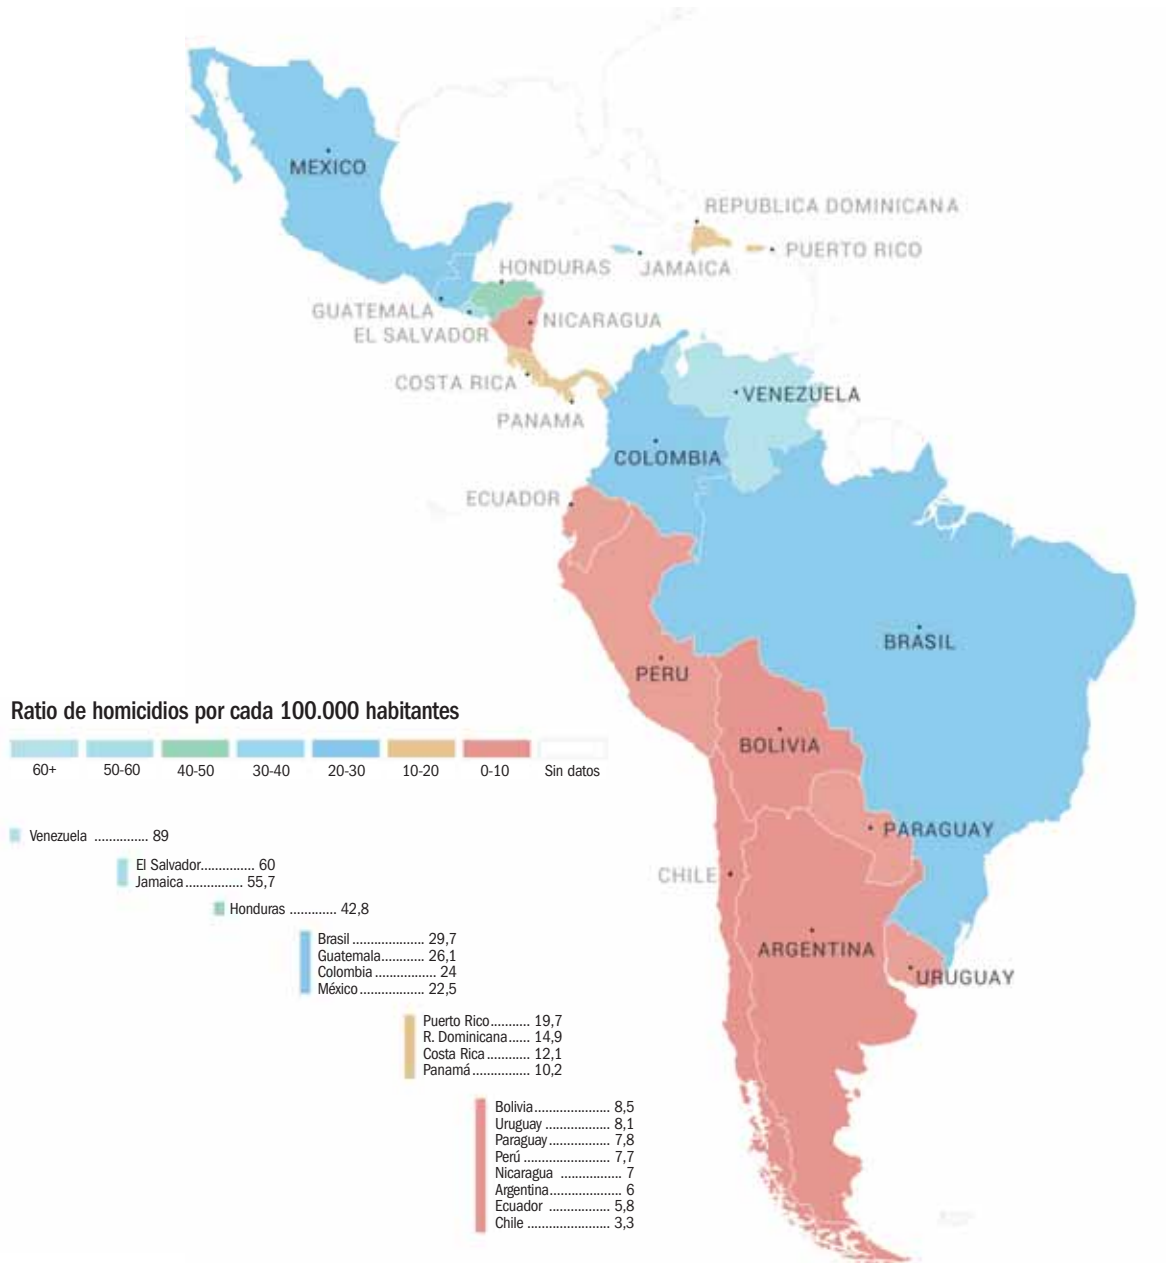 MEXICO
REPUBLICA DOMINICANA
PUERTO RICO
HONDURAS
JAMAICA
GUATEMALA
EL SALVADOR
NICARAGUA
COSTA RICA
PANAMA
VENEZUELA
COLOMBIA
ECUADOR
BRASIL
PERU
BOLIVIA
PARAGUAY
CHILE
ARGENTINA
URUGUAY
Ratio de homicidios por cada 100.000 habitantes
60+ 50-60 40-50 30-40 20-30 10-20 0-10 Sin datos
Venezuela ............... 89
El Salvador............... 60
Jamaica................ 55,7
Honduras ............. 42,8
Brasil.................... 29,7
Guatemala............ 26,1
Colombia................. 24
México.................. 22,5
Puerto Rico........... 19,7
R. Dominicana...... 14,9
Costa Rica............ 12,1
Panamá................ 10,2
Bolivia..................... 8,5
Uruguay .................. 8,1
Paraguay................. 7,8
Perú ........................ 7,7
Nicaragua ................. 7
Argentina.................... 6
Ecuador ................. 5,8
Chile ....................... 3,3